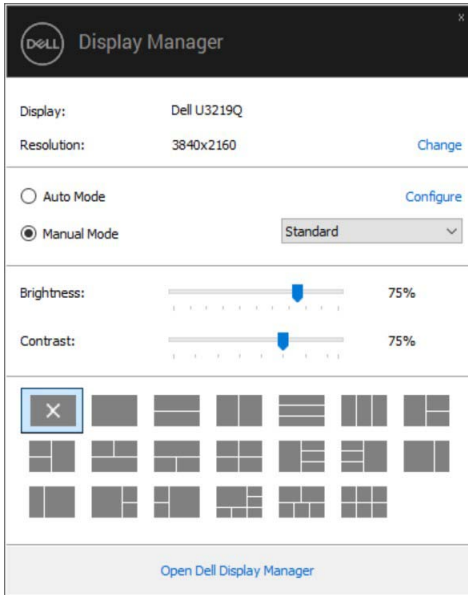 x
DELL Display Manager
Display: Dell U3219Q
Resolution: 3840x2160 Change
Auto Mode Configure
Manual Mode Standard
Brightness: 75%
Contrast: 75%
Open Dell Display Manager